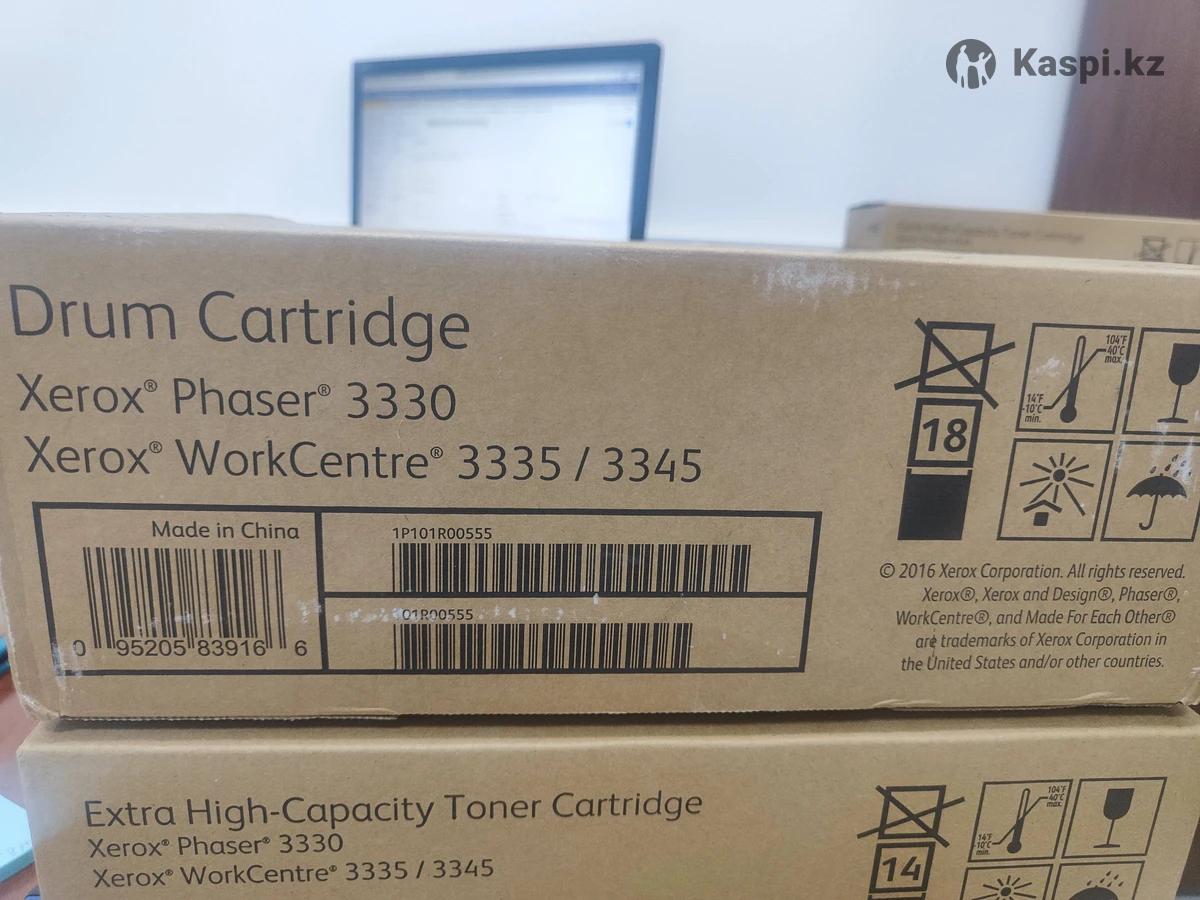 Kaspi.kz
Drum Cartridge
Xerox® Phaser® 3330
Xerox® WorkCentre® 3335 / 3345
Made in China
0 95205 83916 6
1P101R00555
01R00555
18
104°F
40°C
max.
14°F
-10°C
min.
© 2016 Xerox Corporation. All rights reserved.
Xerox®, Xerox and Design®, Phaser®,
WorkCentre®, and Made For Each Other®
are trademarks of Xerox Corporation in
the United States and/or other countries.
Extra High-Capacity Toner Cartridge
Xerox® Phaser® 3330
Xerox® WorkCentre® 3335 / 3345
14
104°F
40°C
max.
14°F
-10°C
min.